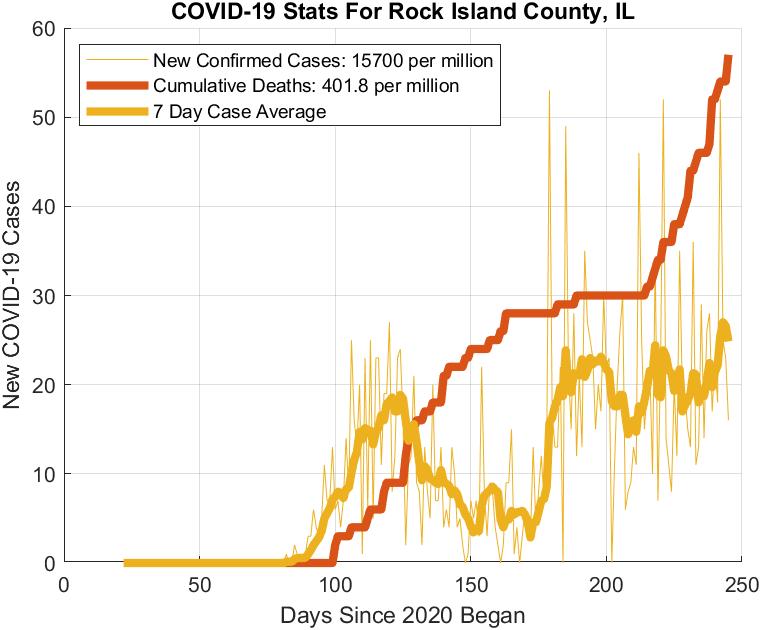 COVID-19 Stats For Rock Island County, IL
60
50
40
30
20
10
0
New COVID-19 Cases
New Confirmed Cases: 15700 per million
Cumulative Deaths: 401.8 per million
7 Day Case Average
0 50 100 150 200 250
Days Since 2020 Began